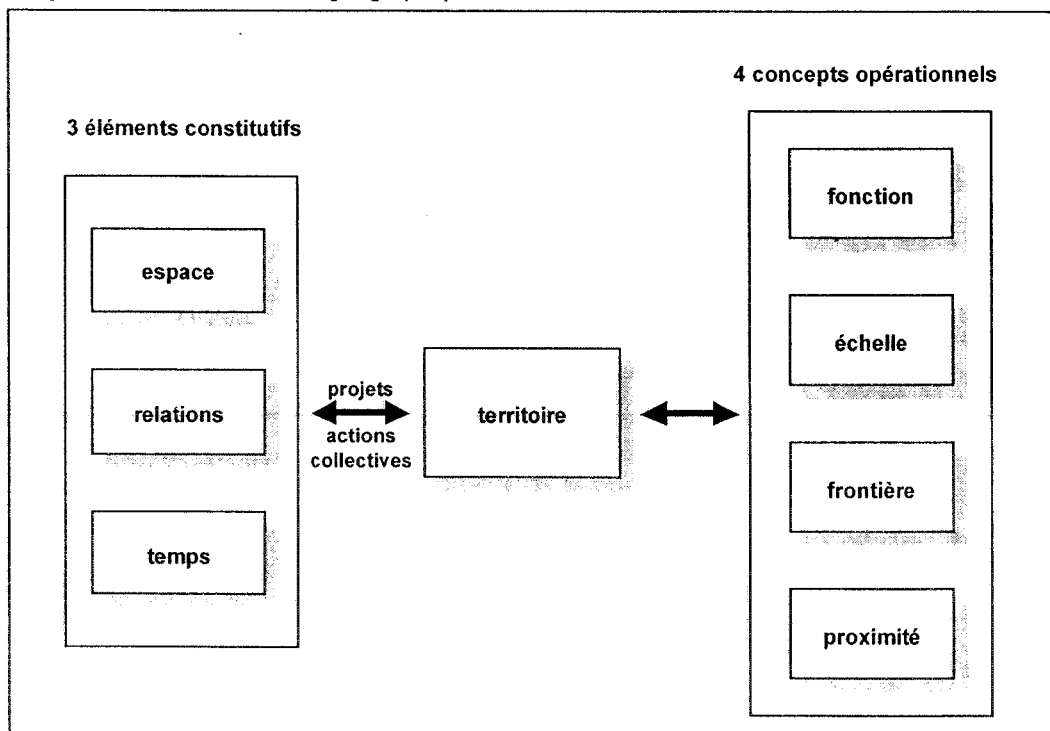 4 concepts opérationnels
3 éléments constitutifs
fonction
espace
échelle
projets
relations
territoire
actions
collectives
frontière
temps
proximité